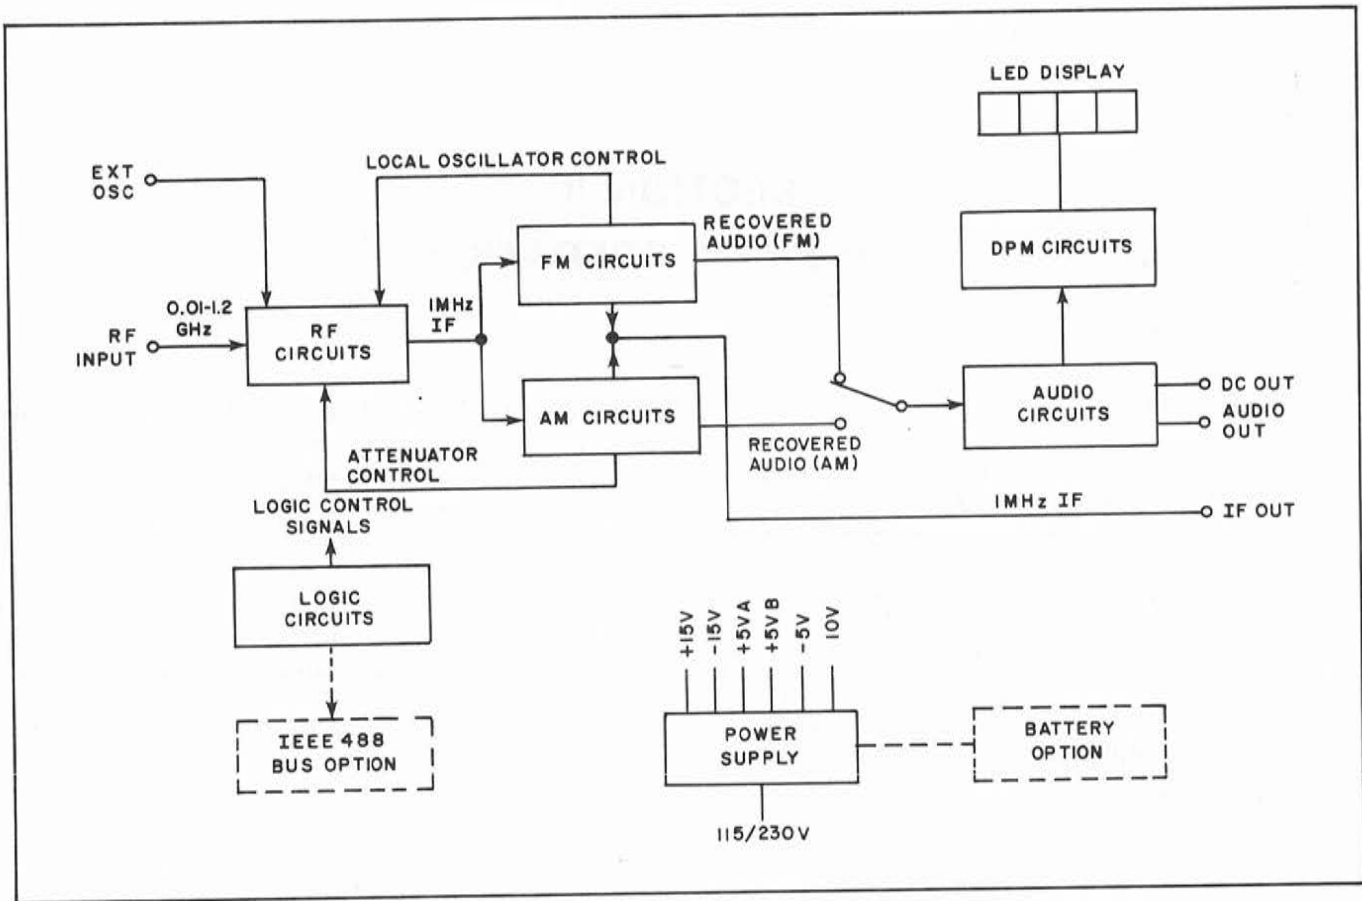 LED DISPLAY
EXT
OSC
LOCAL OSCILLATOR CONTROL
RECOVERED
AUDIO (FM)
FM CIRCUITS
DPM CIRCUITS
0.01-1.2
GHz
RF
INPUT
RF
CIRCUITS
1MHz
IF
AM CIRCUITS
AUDIO
CIRCUITS
DC OUT
AUDIO
OUT
RECOVERED
AUDIO (AM)
ATTENUATOR
CONTROL
1MHz IF
IF OUT
LOGIC CONTROL
SIGNALS
LOGIC
CIRCUITS
+15V
-15V
+5VA
+5VB
-5V
10V
IEEE 488
BUS OPTION
POWER
SUPPLY
BATTERY
OPTION
115/230V